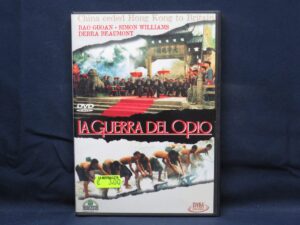 China ceded Hong Kong to Britain
BAO GUOAN • SIMON WILLIAMS
DEBRA BEAUMONT
DVD
LA GUERRA DEL OPIO